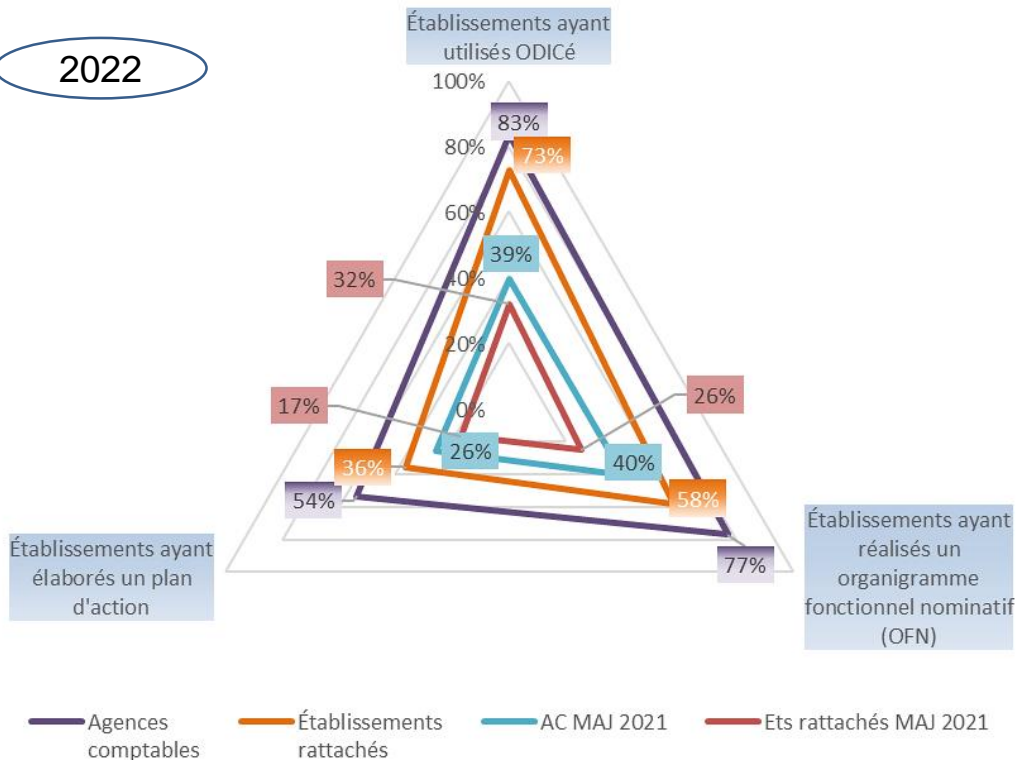 2022
Établissements ayant
utilisés ODICé
100%
83%
80%
73%
60%
39%
32%
40%
20%
17%
26%
0%
26%
40%
36%
54%
58%
77%
Établissements ayant
élaborés un plan
d'action
Établissements ayant
réalisés un
organigramme
fonctionnel nominatif
(OFN)
Agences
comptables
Établissements
rattachés
AC MAJ 2021
Ets rattachés MAJ 2021